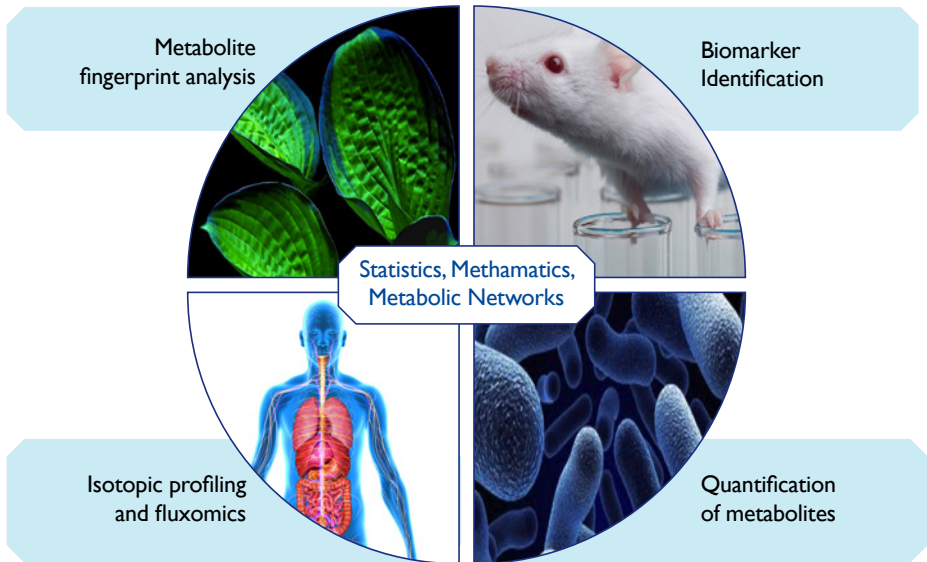 Metabolite
fingerprint analysis
Biomarker
Identification
Statistics, Methamatics,
Metabolic Networks
Isotopic profiling
and fluxomics
Quantification
of metabolites